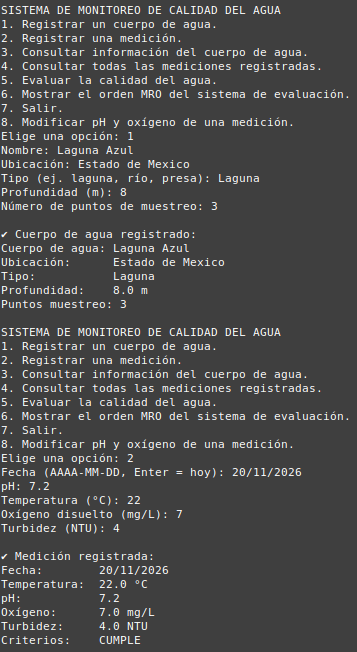 SISTEMA DE MONITOREO DE CALIDAD DEL AGUA
1. Registrar un cuerpo de agua.
2. Registrar una medición.
3. Consultar información del cuerpo de agua.
4. Consultar todas las mediciones registradas.
5. Evaluar la calidad del agua.
6. Mostrar el orden MRO del sistema de evaluación.
7. Salir.
8. Modificar pH y oxígeno de una medición.
Elige una opción: 1
Nombre: Laguna Azul
Ubicación: Estado de Mexico
Tipo (ej. laguna, río, presa): Laguna
Profundidad (m): 8
Número de puntos de muestreo: 3

✔ Cuerpo de agua registrado:
Cuerpo de agua: Laguna Azul
Ubicación:      Estado de Mexico
Tipo:           Laguna
Profundidad:    8.0 m
Puntos muestreo: 3

SISTEMA DE MONITOREO DE CALIDAD DEL AGUA
1. Registrar un cuerpo de agua.
2. Registrar una medición.
3. Consultar información del cuerpo de agua.
4. Consultar todas las mediciones registradas.
5. Evaluar la calidad del agua.
6. Mostrar el orden MRO del sistema de evaluación.
7. Salir.
8. Modificar pH y oxígeno de una medición.
Elige una opción: 2
Fecha (AAAA-MM-DD, Enter = hoy): 20/11/2026
pH: 7.2
Temperatura (°C): 22
Oxígeno disuelto (mg/L): 7
Turbidez (NTU): 4

✔ Medición registrada:
Fecha:        20/11/2026
Temperatura:  22.0 °C
pH:           7.2
Oxígeno:      7.0 mg/L
Turbidez:     4.0 NTU
Criterios:    CUMPLE